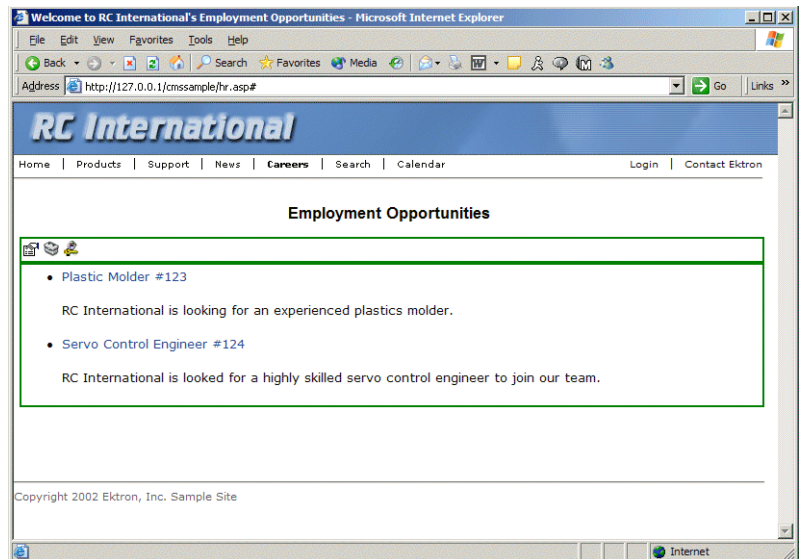 Welcome to RC International's Employment Opportunities - Microsoft Internet Explorer
File Edit View Favorites Tools Help
Back Search Favorites Media
Address http://127.0.0.1/cmssample/hr.asp# Go Links »
RC International
Home | Products | Support | News | Careers | Search | Calendar Login | Contact Ektron
Employment Opportunities
• Plastic Molder #123
RC International is looking for an experienced plastics molder.
• Servo Control Engineer #124
RC International is looked for a highly skilled servo control engineer to join our team.
Copyright 2002 Ektron, Inc. Sample Site
Internet